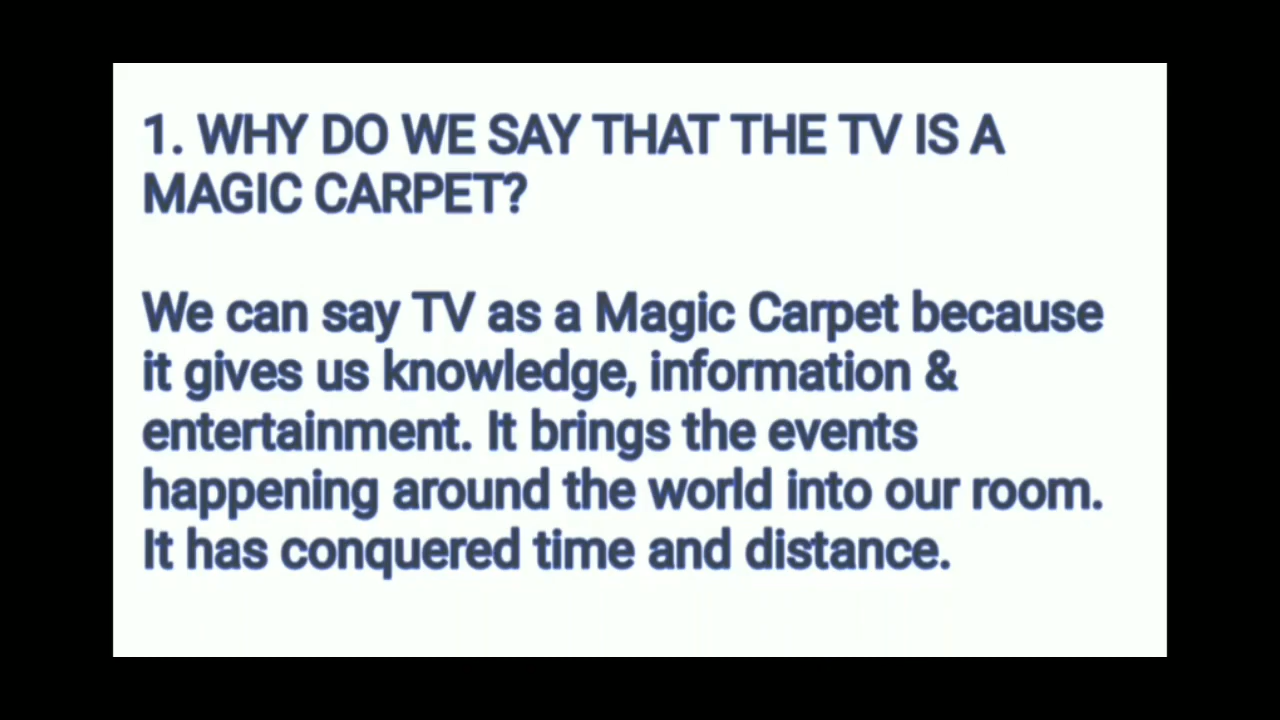 1. WHY DO WE SAY THAT THE TV IS A
MAGIC CARPET?
We can say TV as a Magic Carpet because
it gives us knowledge, information &
entertainment. It brings the events
happening around the world into our room.
It has conquered time and distance.